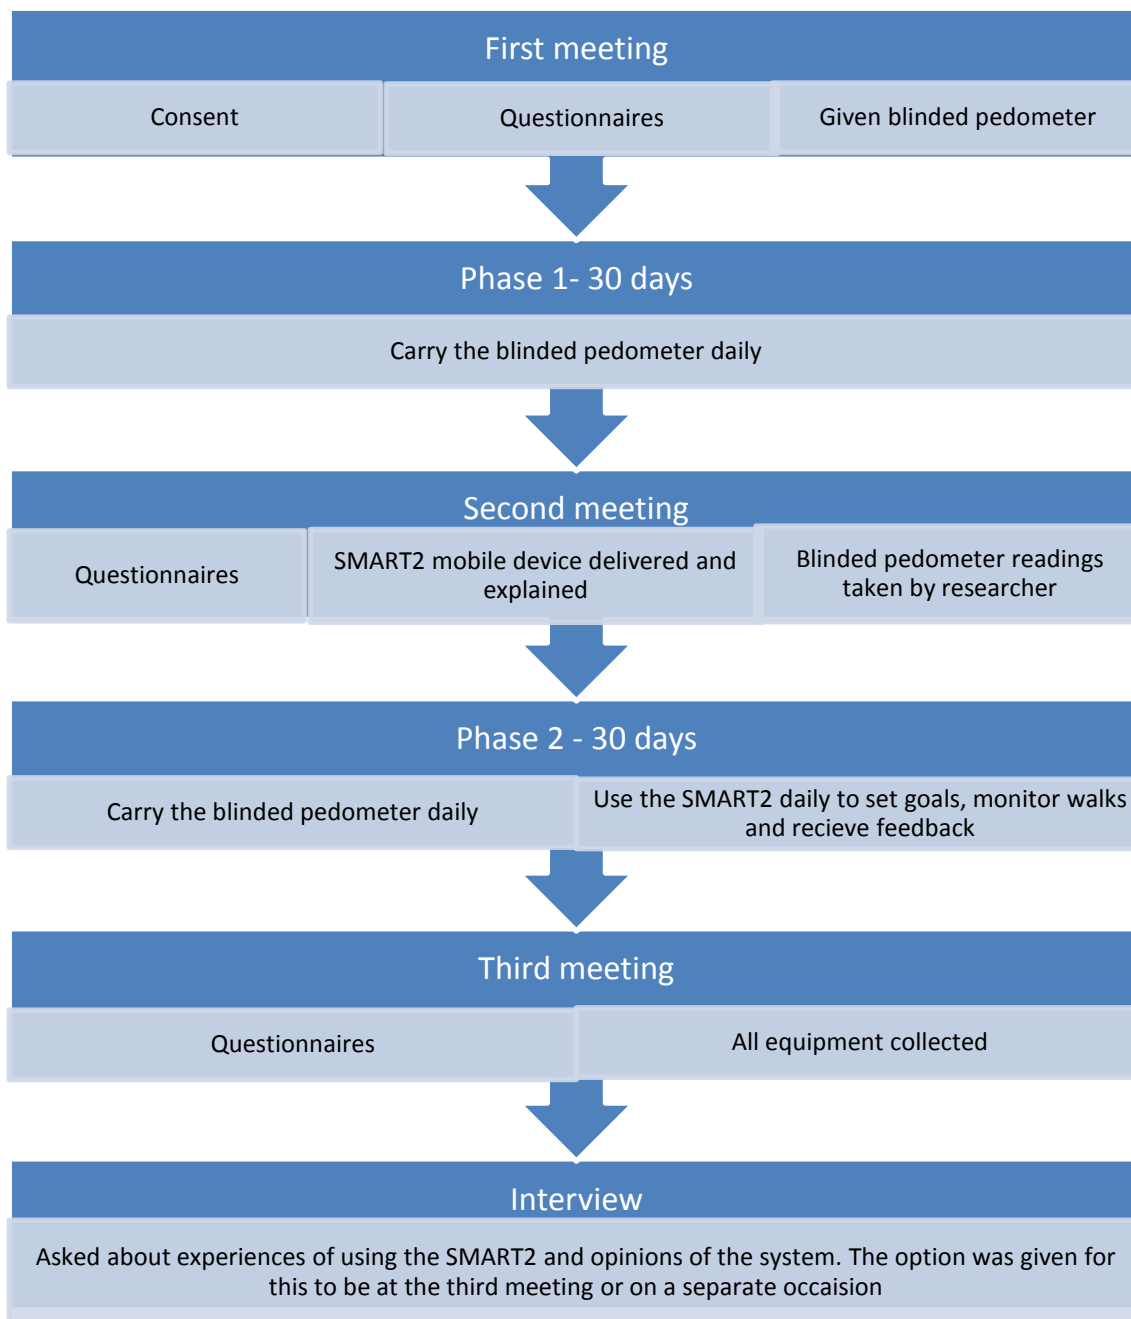 First meeting
Consent
Questionnaires
Given blinded pedometer
Phase 1- 30 days
Carry the blinded pedometer daily
Second meeting
Questionnaires
SMART2 mobile device delivered and
explained
Blinded pedometer readings
taken by researcher
Phase 2 - 30 days
Carry the blinded pedometer daily
Use the SMART2 daily to set goals, monitor walks
and recieve feedback
Third meeting
Questionnaires
All equipment collected
Interview
Asked about experiences of using the SMART2 and opinions of the system. The option was given for
this to be at the third meeting or on a separate occaision